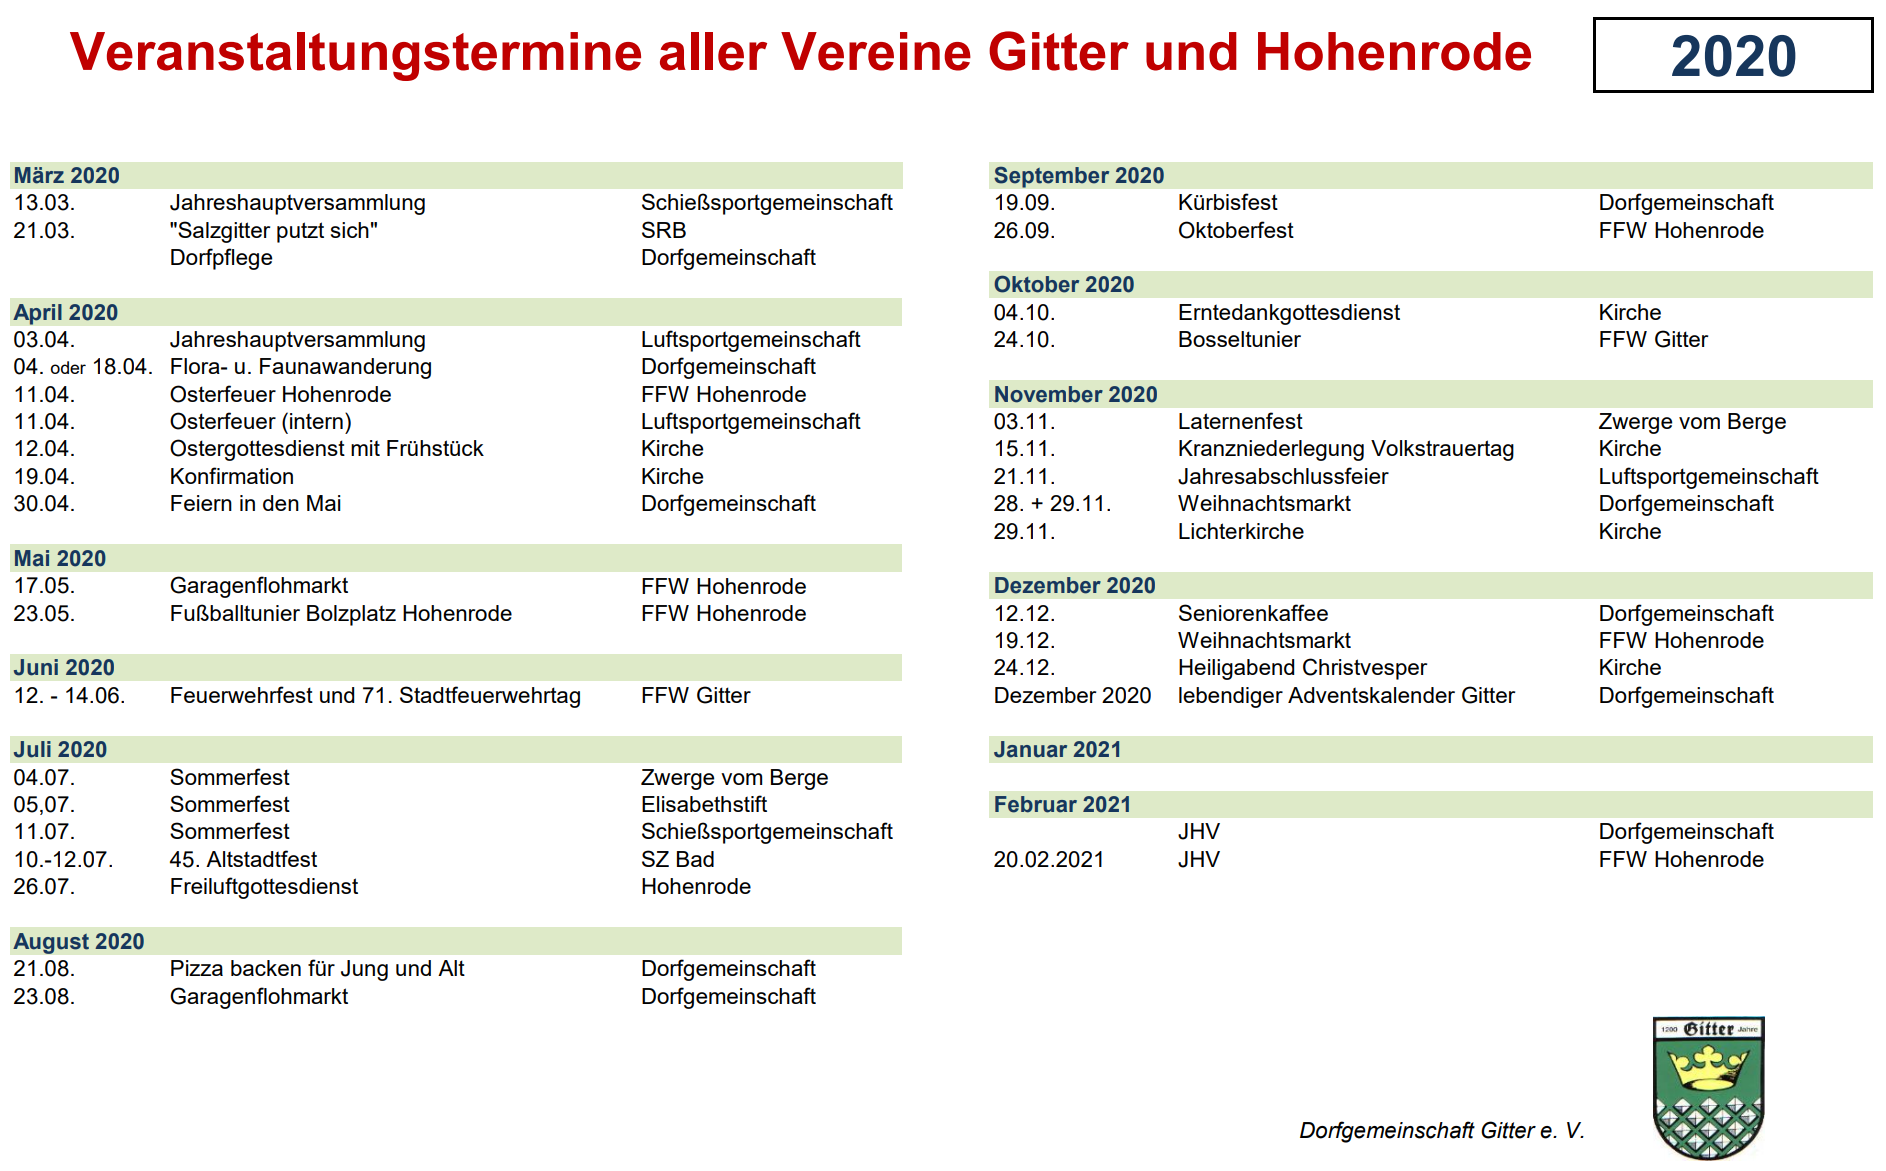 Veranstaltungstermine aller Vereine Gitter und Hohenrode
2020
März 2020
13.03. Jahreshauptversammlung Schießsportgemeinschaft
21.03. "Salzgitter putzt sich" SRB
Dorfpflege Dorfgemeinschaft
April 2020
03.04. Jahreshauptversammlung Luftsportgemeinschaft
04. oder 18.04. Flora- u. Faunawanderung Dorfgemeinschaft
11.04. Osterfeuer Hohenrode FFW Hohenrode
11.04. Osterfeuer (intern) Luftsportgemeinschaft
12.04. Ostergottesdienst mit Frühstück Kirche
19.04. Konfirmation Kirche
30.04. Feiern in den Mai Dorfgemeinschaft
Mai 2020
17.05. Garagenflohmarkt FFW Hohenrode
23.05. Fußballtunier Bolzplatz Hohenrode FFW Hohenrode
Juni 2020
12. - 14.06. Feuerwehrfest und 71. Stadtfeuerwehrtag FFW Gitter
Juli 2020
04.07. Sommerfest Zwerge vom Berge
05,07. Sommerfest Elisabethstift
11.07. Sommerfest Schießsportgemeinschaft
10.-12.07. 45. Altstadtfest SZ Bad
26.07. Freiluftgottesdienst Hohenrode
August 2020
21.08. Pizza backen für Jung und Alt Dorfgemeinschaft
23.08. Garagenflohmarkt Dorfgemeinschaft
September 2020
19.09. Kürbisfest Dorfgemeinschaft
26.09. Oktoberfest FFW Hohenrode
Oktober 2020
04.10. Erntedankgottesdienst Kirche
24.10. Bosseltunier FFW Gitter
November 2020
03.11. Laternenfest Zwerge vom Berge
15.11. Kranzniederlegung Volkstrauertag Kirche
21.11. Jahresabschlussfeier Luftsportgemeinschaft
28. + 29.11. Weihnachtsmarkt Dorfgemeinschaft
29.11. Lichterkirche Kirche
Dezember 2020
12.12. Seniorenkaffee Dorfgemeinschaft
19.12. Weihnachtsmarkt FFW Hohenrode
24.12. Heiligabend Christvesper Kirche
Dezember 2020 lebendiger Adventskalender Gitter Dorfgemeinschaft
Januar 2021
Februar 2021
JHV Dorfgemeinschaft
20.02.2021 JHV FFW Hohenrode
1200 Gitter Jahre
Dorfgemeinschaft Gitter e. V.